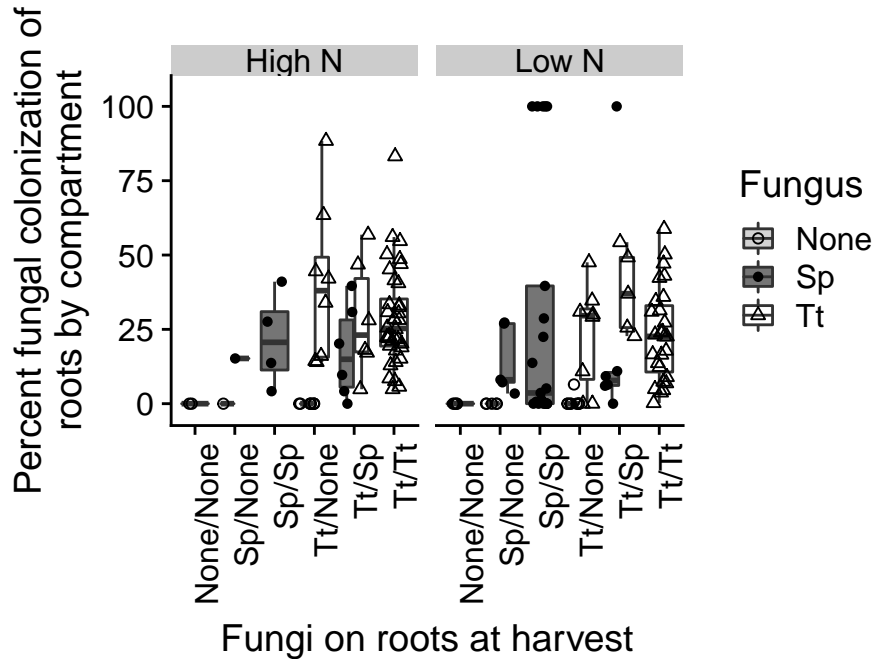 High N
Low N
Percent fungal colonization of
roots by compartment
100
75
50
25
0
None/None
Sp/None
Sp/Sp
Tt/None
Tt/Sp
Tt/Tt
None/None
Sp/None
Sp/Sp
Tt/None
Tt/Sp
Tt/Tt
Fungi on roots at harvest
Fungus
None
Sp
Tt